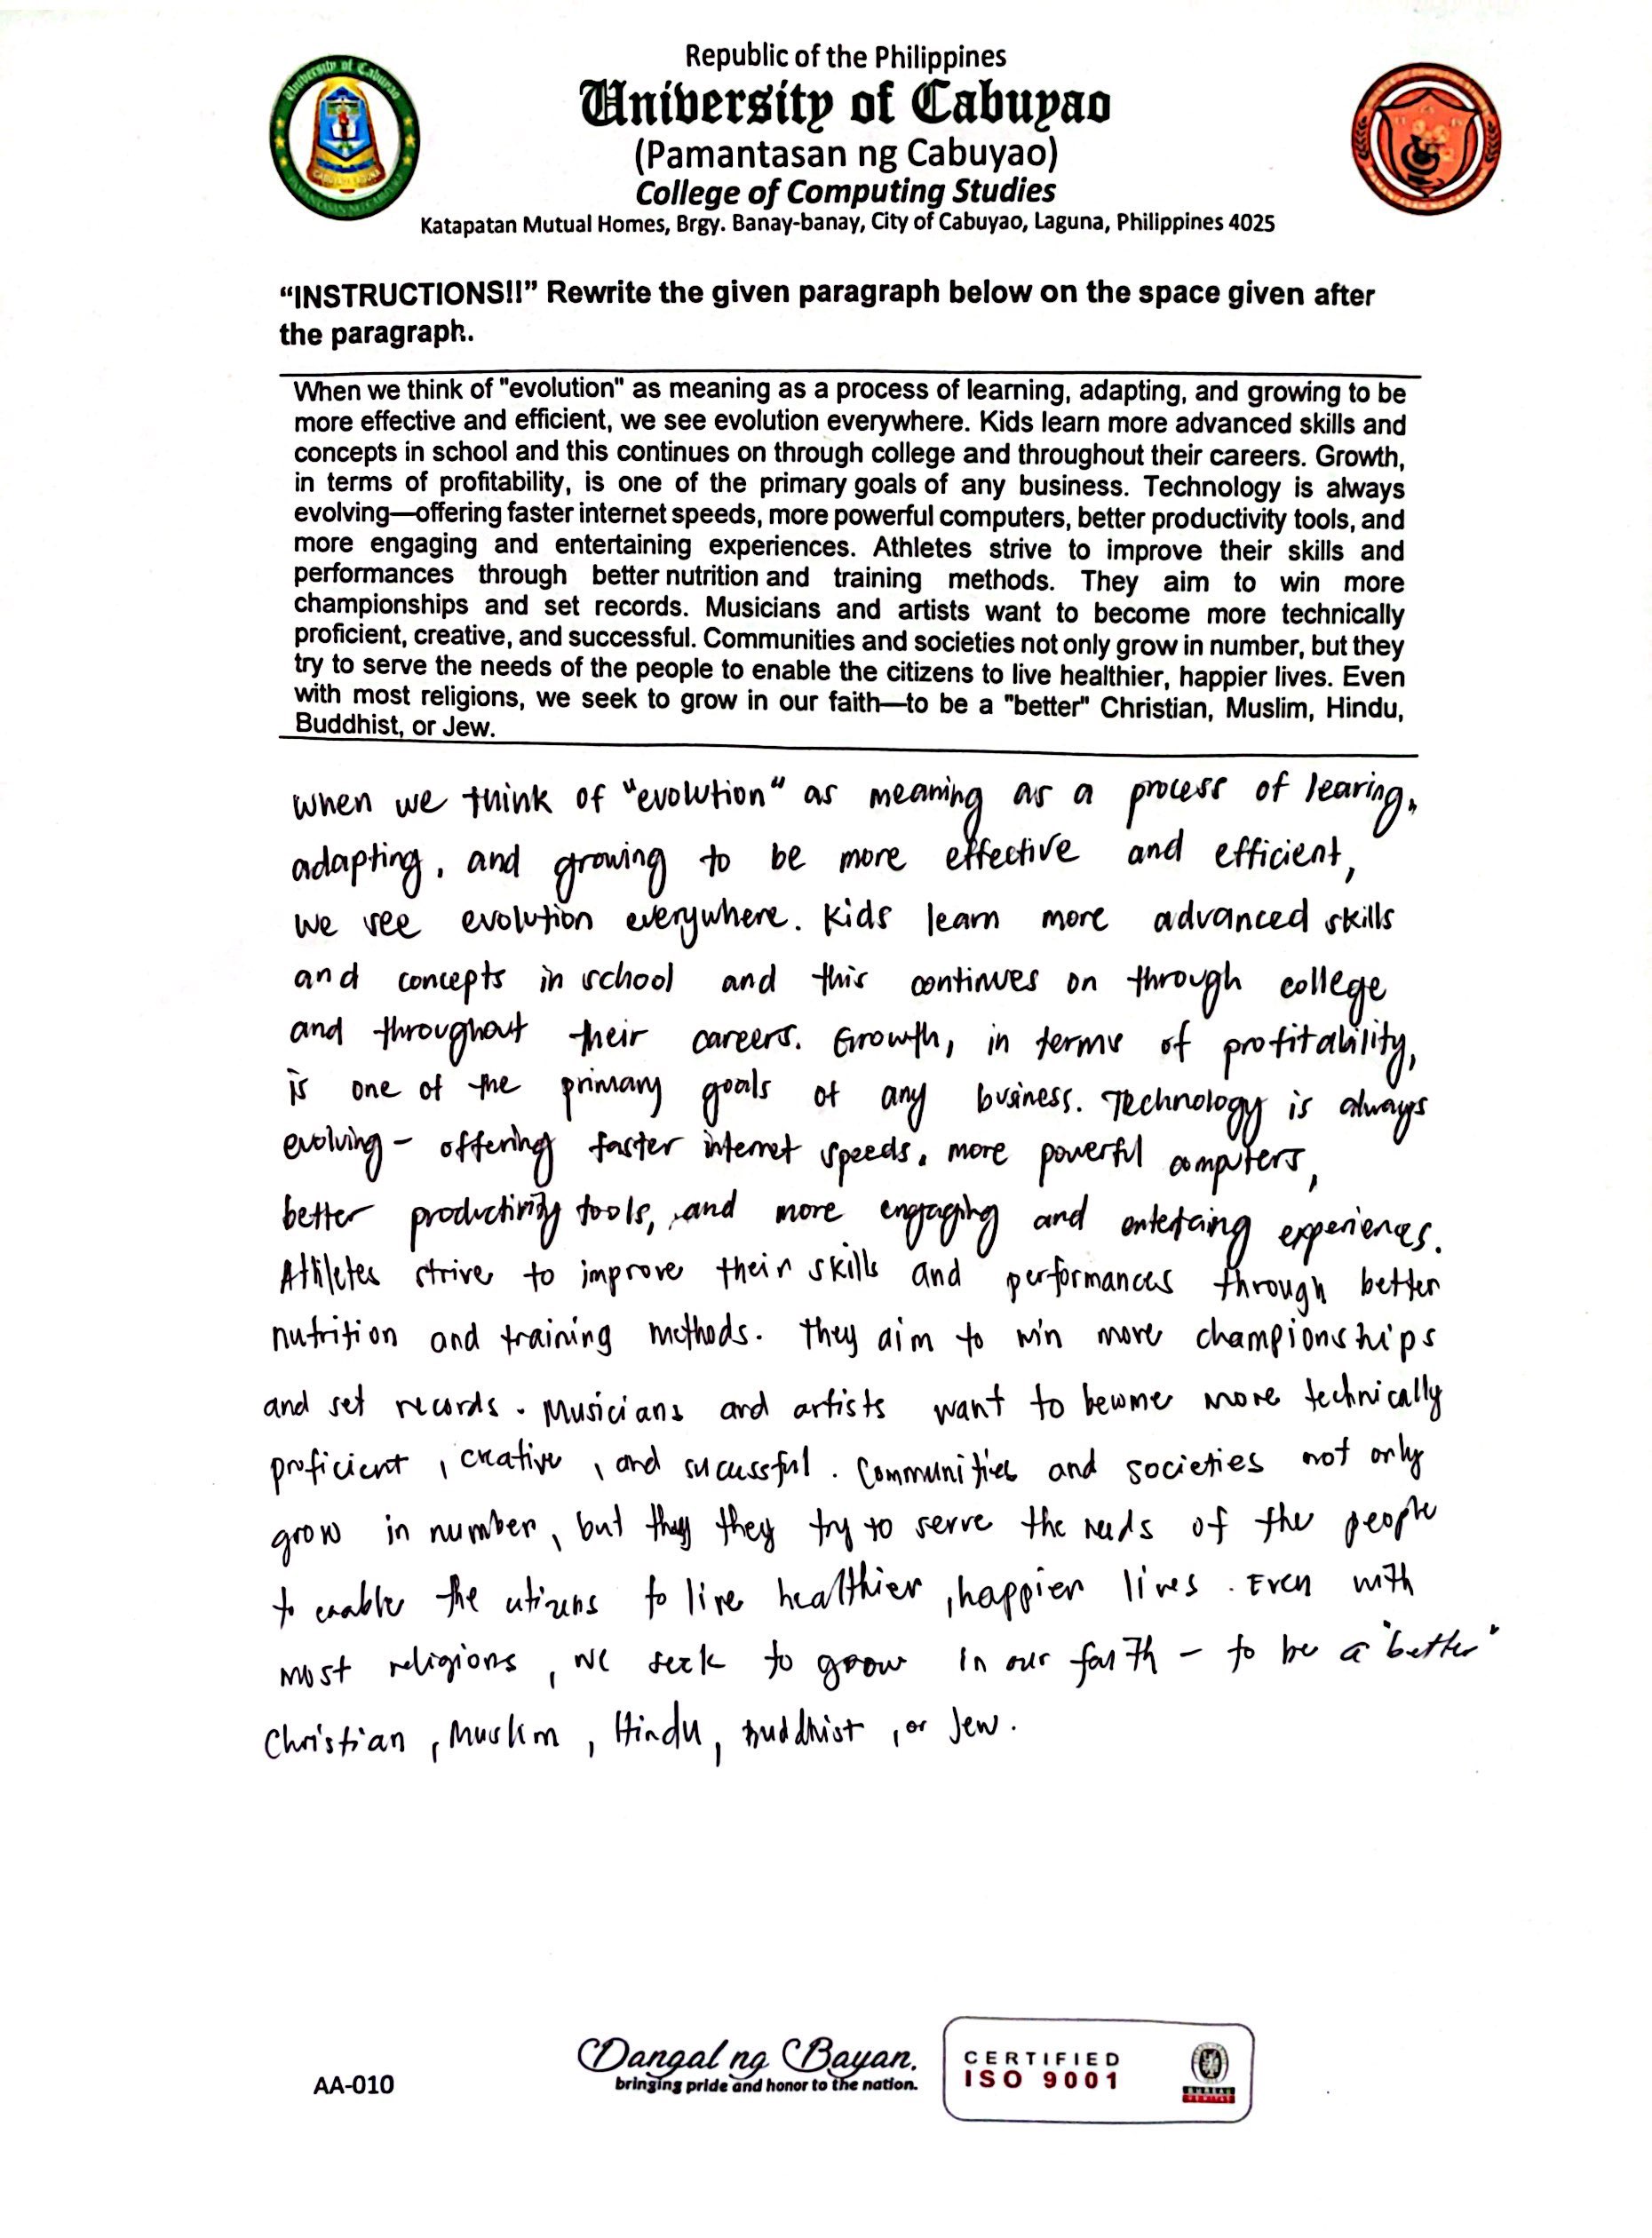 Republic of the Philippines
University of Cabuyao
(Pamantasan ng Cabuyao)
College of Computing Studies
Katapatan Mutual Homes, Brgy. Banay-banay, City of Cabuyao, Laguna, Philippines 4025
“INSTRUCTIONS!!” Rewrite the given paragraph below on the space given after
the paragraph.
When we think of "evolution" as meaning as a process of learning, adapting, and growing to be
more effective and efficient, we see evolution everywhere. Kids learn more advanced skills and
concepts in school and this continues on through college and throughout their careers. Growth,
in terms of profitability, is one of the primary goals of any business. Technology is always
evolving—offering faster internet speeds, more powerful computers, better productivity tools, and
more engaging and entertaining experiences. Athletes strive to improve their skills and
performances through better nutrition and training methods. They aim to win more
championships and set records. Musicians and artists want to become more technically
proficient, creative, and successful. Communities and societies not only grow in number, but they
try to serve the needs of the people to enable the citizens to live healthier, happier lives. Even
with most religions, we seek to grow in our faith—to be a "better" Christian, Muslim, Hindu,
Buddhist, or Jew.
When we think of "evolution" as meaning as a process of learing,
adapting, and growing to be more effective and efficient,
we see evolution everywhere. Kids learn more advanced skills
and concepts in school and this continues on through college
and throughout their careers. Growth, in terms of profitability,
is one of the primary goals of any business. Technology is always
evolving - offering faster internet speeds, more powerful computers,
better productivity tools, and more engaging and entertaing experiences.
Athletes strive to improve their skills and performances through better
nutrition and training methods. They aim to win more championships
and set records. Musicians and artists want to become more technically
proficient, creative, and sucessful. Communities and societies not only
grow in number, but they they try to serve the needs of the people
to enable the citizens to live healthier, happier lives. Even with
most religions, we seek to grow in our faith - to be a "better"
Christian, Muslim, Hindu, Buddhist, or Jew.
AA-010
Dangal ng Bayan.
bringing pride and honor to the nation.
CERTIFIED
ISO 9001
BUREAU
VERITAS